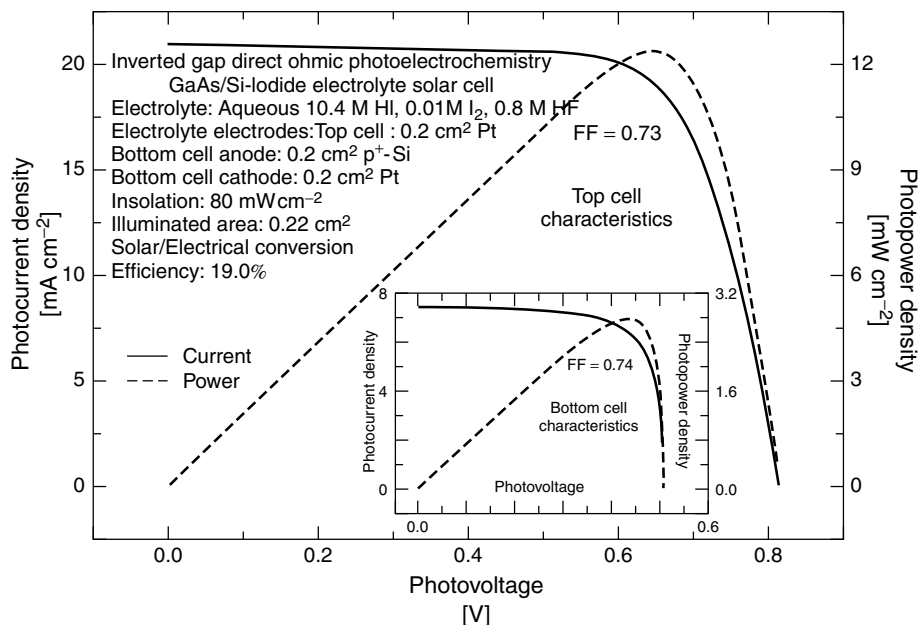 20
15
10
5
0
Photocurrent density
[mA cm⁻²]
Inverted gap direct ohmic photoelectrochemistry
GaAs/Si-Iodide electrolyte solar cell
Electrolyte: Aqueous 10.4 M HI, 0.01M I₂, 0.8 M HF
Electrolyte electrodes:Top cell : 0.2 cm² Pt
Bottom cell anode: 0.2 cm² p⁺-Si
Bottom cell cathode: 0.2 cm² Pt
Insolation: 80 mWcm⁻²
Illuminated area: 0.22 cm²
Solar/Electrical conversion
Efficiency: 19.0%
FF = 0.73
Top cell
characteristics
Current
Power
8
4
0
Photocurrent density
FF = 0.74
Bottom cell
characteristics
Photovoltage
0.0
0.6
3.2
1.6
0.0
Photopower density
12
9
6
3
0
Photopower density
[mW cm⁻²]
0.0
0.2
0.4
0.6
0.8
Photovoltage
[V]